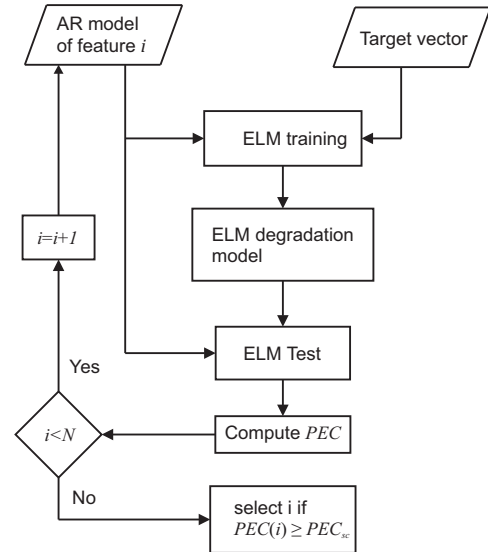 AR model
of feature i
Target vector
ELM training
i=i+1
ELM degradation
model
ELM Test
Yes
i<N
Compute PEC
No
select i if
PEC(i) ≥ PECsc